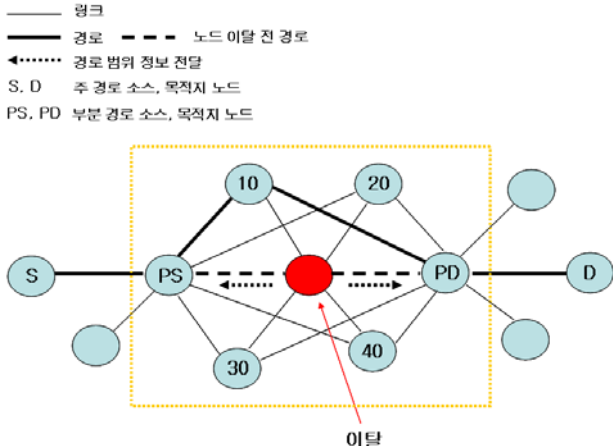 링크
경로 노드 이탈 전 경로
경로 범위 정보 전달
S, D 주 경로 소스, 목적지 노드
PS, PD 부분 경로 소스, 목적지 노드
10 20
S PS PD D
30 40
이탈